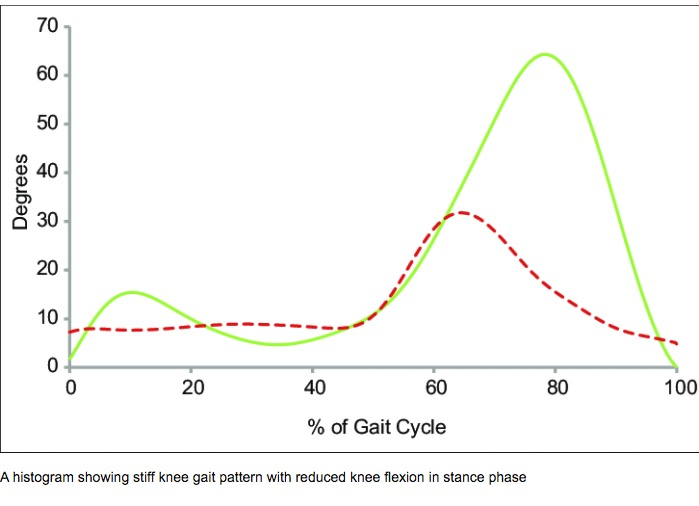 70
60
50
40
30
20
10
0
Degrees
0 20 40 60 80 100
% of Gait Cycle
A histogram showing stiff knee gait pattern with reduced knee flexion in stance phase